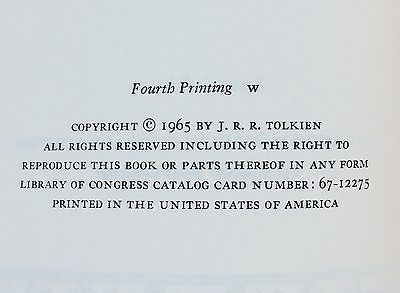 Fourth Printing W
COPYRIGHT © 1965 BY J. R. R. TOLKIEN
ALL RIGHTS RESERVED INCLUDING THE RIGHT TO
REPRODUCE THIS BOOK OR PARTS THEREOF IN ANY FORM
LIBRARY OF CONGRESS CATALOG CARD NUMBER: 67-12275
PRINTED IN THE UNITED STATES OF AMERICA